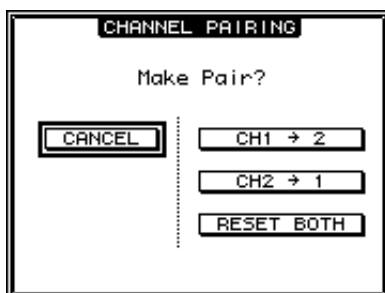 CHANNEL PAIRING
Make Pair?
CANCEL
CH1 → 2
CH2 → 1
RESET BOTH